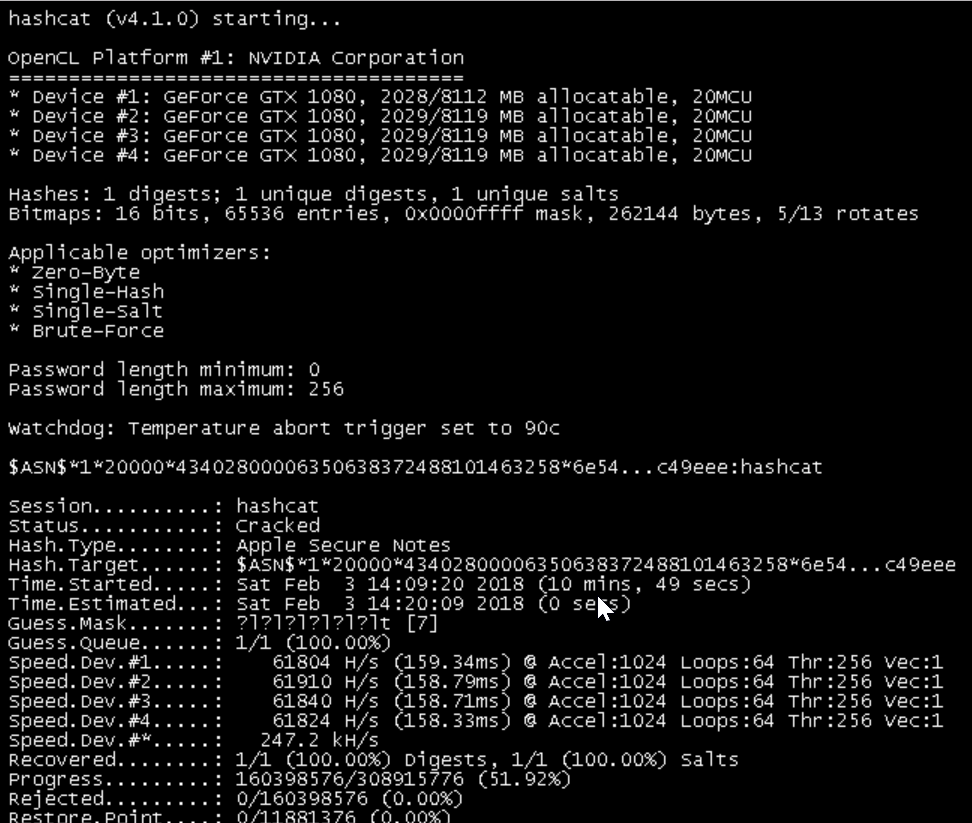 hashcat (v4.1.0) starting...
OpenCL Platform #1: NVIDIA Corporation
======================================
* Device #1: GeForce GTX 1080, 2028/8112 MB allocatable, 20MCU
* Device #2: GeForce GTX 1080, 2029/8119 MB allocatable, 20MCU
* Device #3: GeForce GTX 1080, 2029/8119 MB allocatable, 20MCU
* Device #4: GeForce GTX 1080, 2029/8119 MB allocatable, 20MCU
Hashes: 1 digests; 1 unique digests, 1 unique salts
Bitmaps: 16 bits, 65536 entries, 0x0000ffff mask, 262144 bytes, 5/13 rotates
Applicable optimizers:
* Zero-Byte
* Single-Hash
* Single-Salt
* Brute-Force
Password length minimum: 0
Password length maximum: 256
Watchdog: Temperature abort trigger set to 90c
$ASN$*1*20000*43402800006350638372488101463258*6e54...c49eee:hashcat
Session..........: hashcat
Status...........: Cracked
Hash.Type........: Apple Secure Notes
Hash.Target......: $ASN$*1*20000*43402800006350638372488101463258*6e54...c49eee
Time.Started.....: Sat Feb  3 14:09:20 2018 (10 mins, 49 secs)
Time.Estimated...: Sat Feb  3 14:20:09 2018 (0 secs)
Guess.Mask.......: ?l?l?l?l?l?lt [7]
Guess.Queue......: 1/1 (100.00%)
Speed.Dev.#1.....:    61804 H/s (159.34ms) @ Accel:1024 Loops:64 Thr:256 Vec:1
Speed.Dev.#2.....:    61910 H/s (158.79ms) @ Accel:1024 Loops:64 Thr:256 Vec:1
Speed.Dev.#3.....:    61840 H/s (158.71ms) @ Accel:1024 Loops:64 Thr:256 Vec:1
Speed.Dev.#4.....:    61824 H/s (158.33ms) @ Accel:1024 Loops:64 Thr:256 Vec:1
Speed.Dev.#*.....:   247.2 kH/s
Recovered........: 1/1 (100.00%) Digests, 1/1 (100.00%) Salts
Progress.........: 160398576/308915776 (51.92%)
Rejected.........: 0/160398576 (0.00%)
Restore.Point....: 0/11881376 (0.00%)